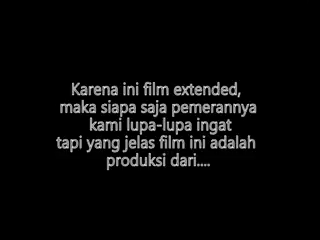 Karena ini film extended,
maka siapa saja pemerannya
kami lupa-lupa ingat
tapi yang jelas film ini adalah
produksi dari....